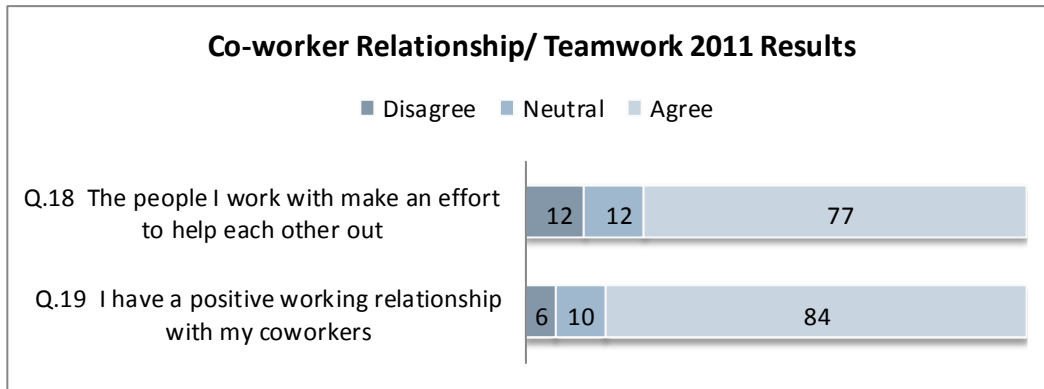 Co-worker Relationship/ Teamwork 2011 Results
Disagree Neutral Agree
Q.18 The people I work with make an effort
to help each other out
12 12 77
Q.19 I have a positive working relationship
with my coworkers
6 10 84